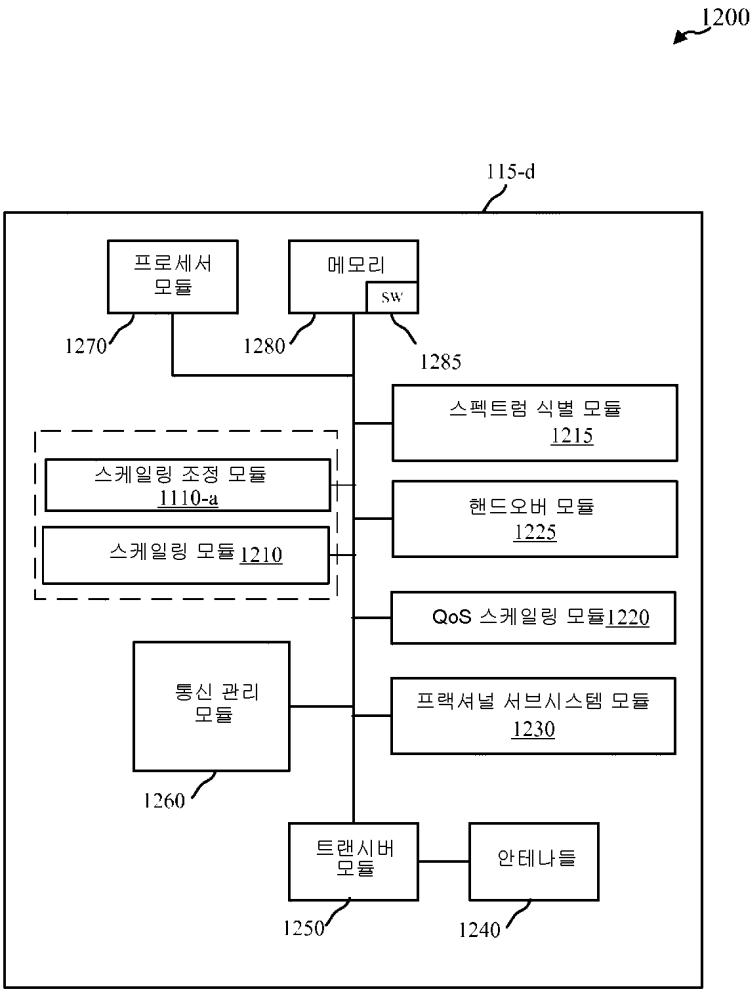 1200
115-d
프로세서
모듈
1270
메모리
SW
1280
1285
스펙트럼 식별 모듈
1215
스케일링 조정 모듈
1110-a
핸드오버 모듈
1225
스케일링 모듈 1210
QoS 스케일링 모듈1220
통신 관리
모듈
1260
프랙셔널 서브시스템 모듈
1230
트랜시버
모듈
1250
안테나들
1240